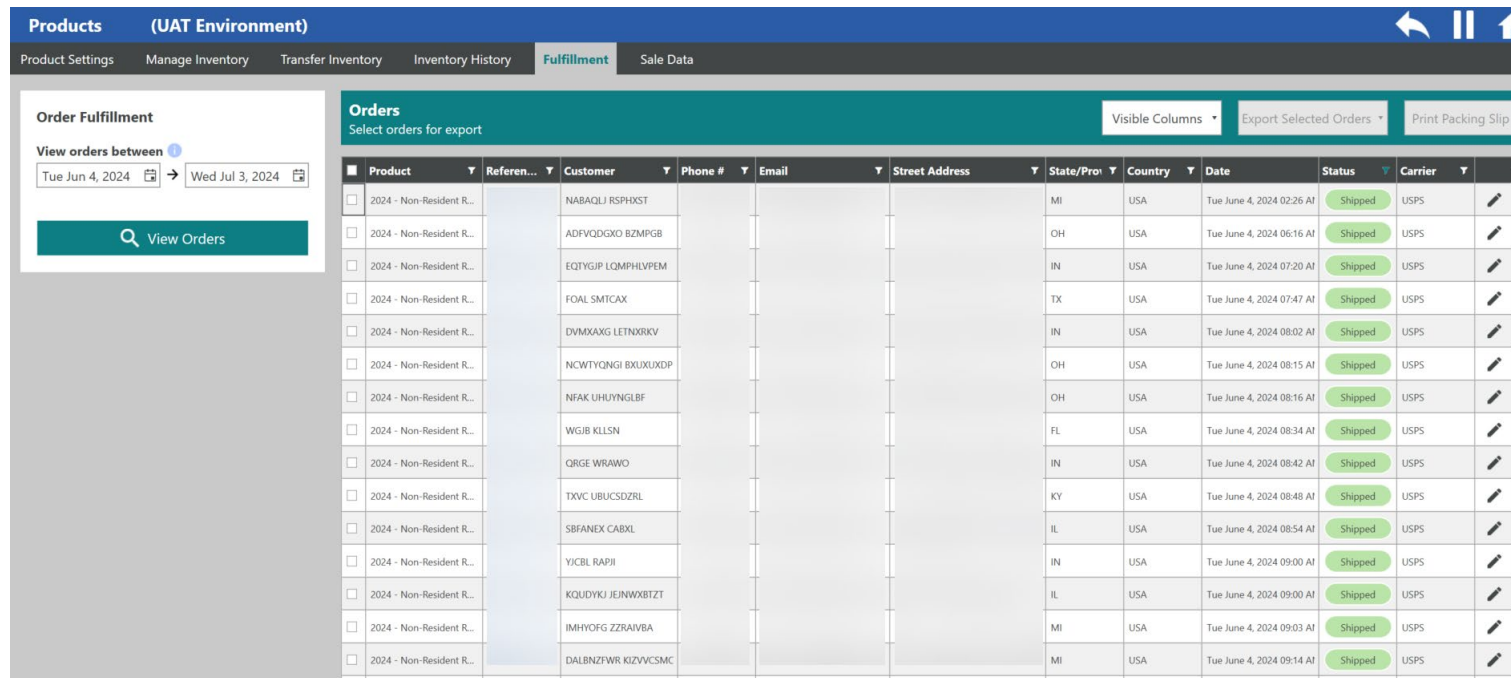 Products (UAT Environment)
Product Settings Manage Inventory Transfer Inventory Inventory History Fulfillment Sale Data
Order Fulfillment
View orders between
Tue Jun 4, 2024 → Wed Jul 3, 2024
View Orders
Orders
Select orders for export
Visible Columns Export Selected Orders Print Packing Slip
Product Referen... Customer Phone # Email Street Address State/Prov Country Date Status Carrier
2024 - Non-Resident R... NABAQLJ RSPHXST MI USA Tue June 4, 2024 02:26 AM Shipped USPS
2024 - Non-Resident R... ADFVQDGXO BZMPGB OH USA Tue June 4, 2024 06:16 AM Shipped USPS
2024 - Non-Resident R... EQTYGJP LQMPHLVPEM IN USA Tue June 4, 2024 07:20 AM Shipped USPS
2024 - Non-Resident R... FOAL SMTCAX TX USA Tue June 4, 2024 07:47 AM Shipped USPS
2024 - Non-Resident R... DVMXAXG LETNXRKV IN USA Tue June 4, 2024 08:02 AM Shipped USPS
2024 - Non-Resident R... NCWTYQNGI BXUXUXDP OH USA Tue June 4, 2024 08:15 AM Shipped USPS
2024 - Non-Resident R... NFAK UHUYNGLBF OH USA Tue June 4, 2024 08:16 AM Shipped USPS
2024 - Non-Resident R... WGJB KLLSN FL USA Tue June 4, 2024 08:34 AM Shipped USPS
2024 - Non-Resident R... QRGE WRAWO IN USA Tue June 4, 2024 08:42 AM Shipped USPS
2024 - Non-Resident R... TXVC UBUCSDZRL KY USA Tue June 4, 2024 08:48 AM Shipped USPS
2024 - Non-Resident R... SBFANEX CABXL IL USA Tue June 4, 2024 08:54 AM Shipped USPS
2024 - Non-Resident R... YJCBL RAPJI IN USA Tue June 4, 2024 09:00 AM Shipped USPS
2024 - Non-Resident R... KQUDYKJ JEJNWXBTZT IL USA Tue June 4, 2024 09:00 AM Shipped USPS
2024 - Non-Resident R... IMHYOFG ZZRAIVBA MI USA Tue June 4, 2024 09:03 AM Shipped USPS
2024 - Non-Resident R... DALBNZFWR KIZVVCSMC MI USA Tue June 4, 2024 09:14 AM Shipped USPS